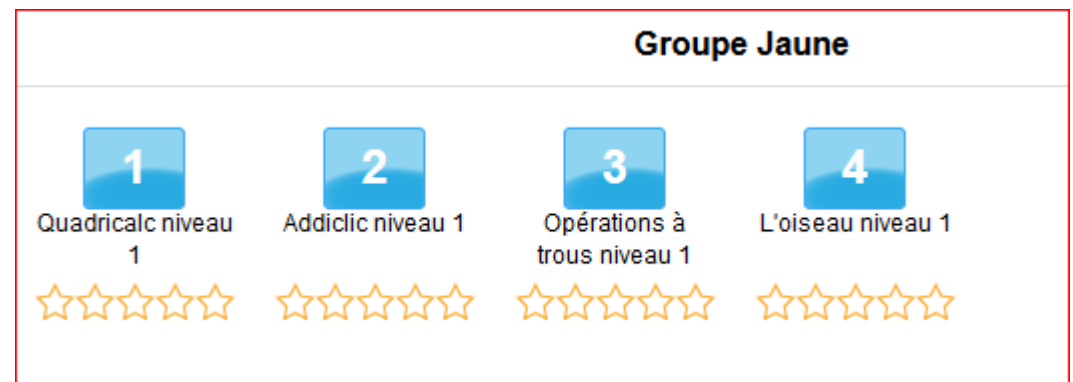 Groupe Jaune
1
2
3
4
Quadricalc niveau
1
Addiclic niveau 1
Opérations à
trous niveau 1
L'oiseau niveau 1